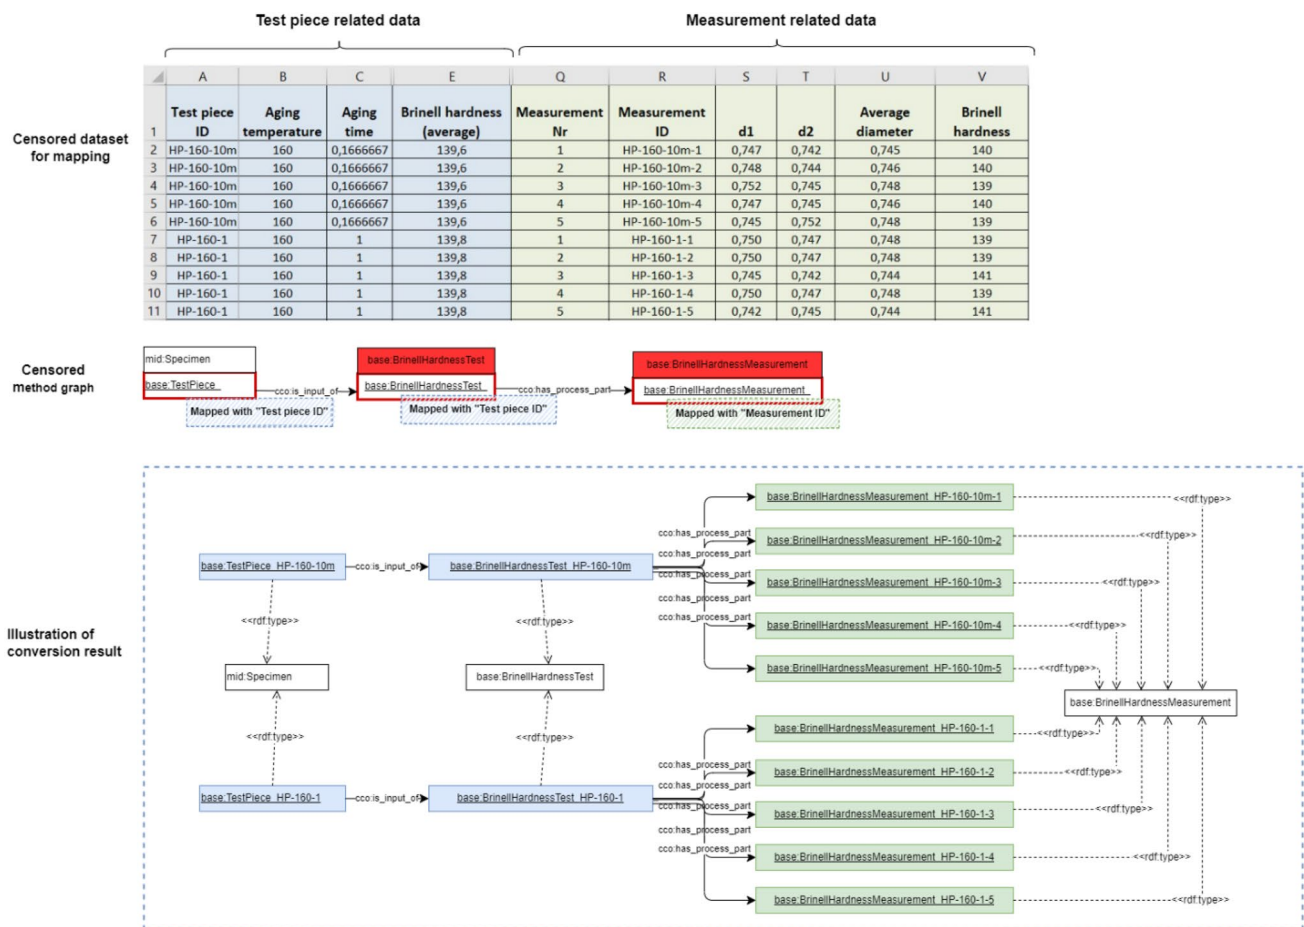 Test piece related data
Measurement related data
Censored dataset
for mapping
A B C E Q R S T U V
1 Test piece ID Aging temperature Aging time Brinell hardness (average) Measurement Nr Measurement ID d1 d2 Average diameter Brinell hardness
2 HP-160-10m 160 0,1666667 139,6 1 HP-160-10m-1 0,747 0,742 0,745 140
3 HP-160-10m 160 0,1666667 139,6 2 HP-160-10m-2 0,748 0,744 0,746 140
4 HP-160-10m 160 0,1666667 139,6 3 HP-160-10m-3 0,752 0,745 0,748 139
5 HP-160-10m 160 0,1666667 139,6 4 HP-160-10m-4 0,747 0,745 0,746 140
6 HP-160-10m 160 0,1666667 139,6 5 HP-160-10m-5 0,745 0,752 0,748 139
7 HP-160-1 160 1 139,8 1 HP-160-1-1 0,750 0,747 0,748 139
8 HP-160-1 160 1 139,8 2 HP-160-1-2 0,750 0,747 0,748 139
9 HP-160-1 160 1 139,8 3 HP-160-1-3 0,745 0,742 0,744 141
10 HP-160-1 160 1 139,8 4 HP-160-1-4 0,750 0,747 0,748 139
11 HP-160-1 160 1 139,8 5 HP-160-1-5 0,742 0,745 0,744 141
Censored
method graph
mid:Specimen
base:TestPiece_
cco:is_input_of
base:BrinellHardnessTest
base:BrinellHardnessTest_
cco:has_process_part
base:BrinellHardnessMeasurement
base:BrinellHardnessMeasurement_
Mapped with "Test piece ID"
Mapped with "Test piece ID"
Mapped with "Measurement ID"
Illustration of
conversion result
base:TestPiece_HP-160-10m
cco:is_input_of
base:BrinellHardnessTest_HP-160-10m
cco:has_process_part
cco:has_process_part
cco:has_process_part
cco:has_process_part
cco:has_process_part
base:BrinellHardnessMeasurement_HP-160-10m-1
<<rdf:type>>
base:BrinellHardnessMeasurement_HP-160-10m-2
<<rdf:type>>
base:BrinellHardnessMeasurement_HP-160-10m-3
<<rdf:type>>
base:BrinellHardnessMeasurement_HP-160-10m-4
<<rdf:type>>
base:BrinellHardnessMeasurement_HP-160-10m-5
<<rdf:type>>
<<rdf:type>>
<<rdf:type>>
mid:Specimen
base:BrinellHardnessTest
base:BrinellHardnessMeasurement
<<rdf:type>>
<<rdf:type>>
base:TestPiece_HP-160-1
cco:is_input_of
base:BrinellHardnessTest_HP-160-1
cco:has_process_part
cco:has_process_part
cco:has_process_part
cco:has_process_part
cco:has_process_part
base:BrinellHardnessMeasurement_HP-160-1-1
<<rdf:type>>
base:BrinellHardnessMeasurement_HP-160-1-2
<<rdf:type>>
base:BrinellHardnessMeasurement_HP-160-1-3
<<rdf:type>>
base:BrinellHardnessMeasurement_HP-160-1-4
<<rdf:type>>
base:BrinellHardnessMeasurement_HP-160-1-5
<<rdf:type>>